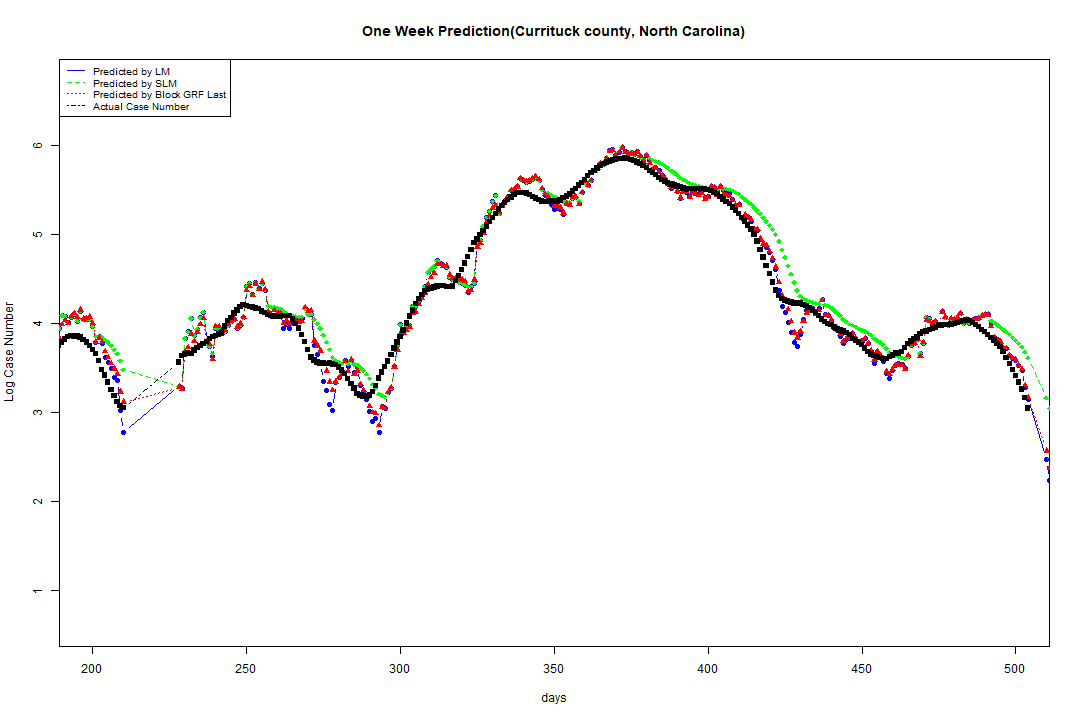 One Week Prediction(Currituck county, North Carolina)
Predicted by LM
Predicted by SLM
Predicted by Block GRF Last
Actual Case Number
6
5
4
3
2
1
Log Case Number
200 250 300 350 400 450 500
days